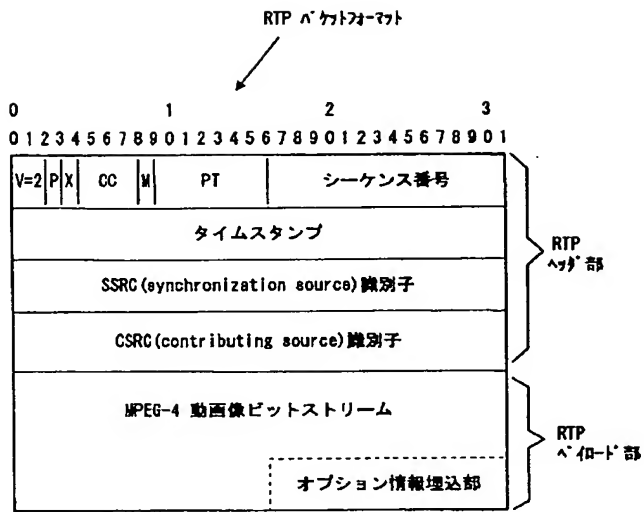 RTP パケットフォーマット
0 1 2 3
0 1 2 3 4 5 6 7 8 9 0 1 2 3 4 5 6 7 8 9 0 1 2 3 4 5 6 7 8 9 0 1
V=2 P X CC M PT シーケンス番号
タイムスタンプ
SSRC(synchronization source)識別子
CSRC(contributing source)識別子
RTP
ヘッダ部
MPEG-4 動画像ビットストリーム
オプション情報埋込部
RTP
ペイロード部